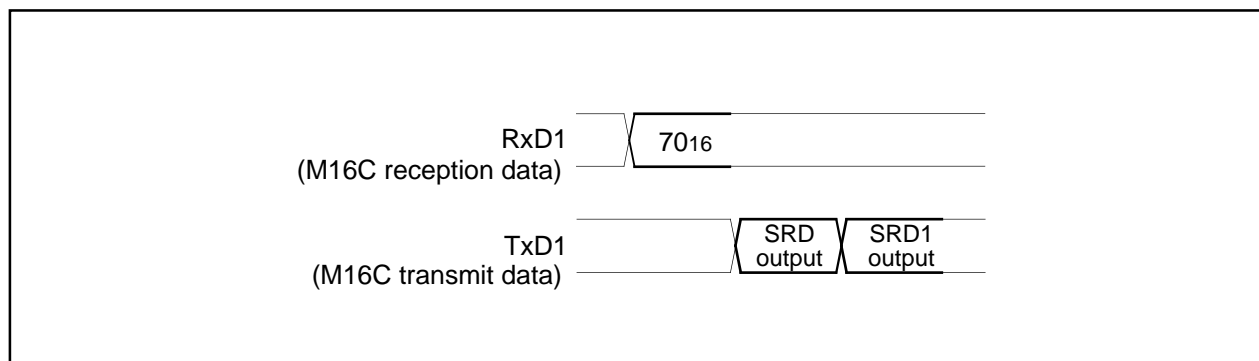 RxD1
(M16C reception data)
7016
TxD1
(M16C transmit data)
SRD
output
SRD1
output